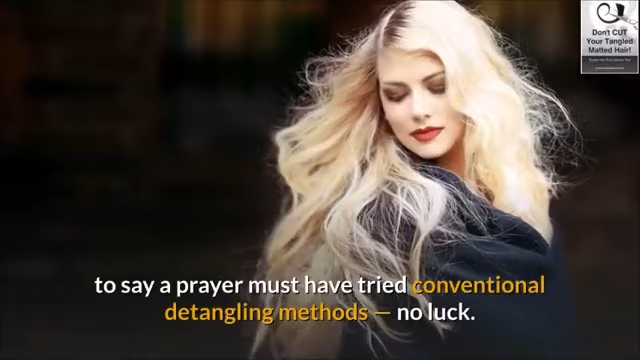 Don't CUT
Your Tangled
Matted Hair!
to say a prayer must have tried conventional
detangling methods — no luck.